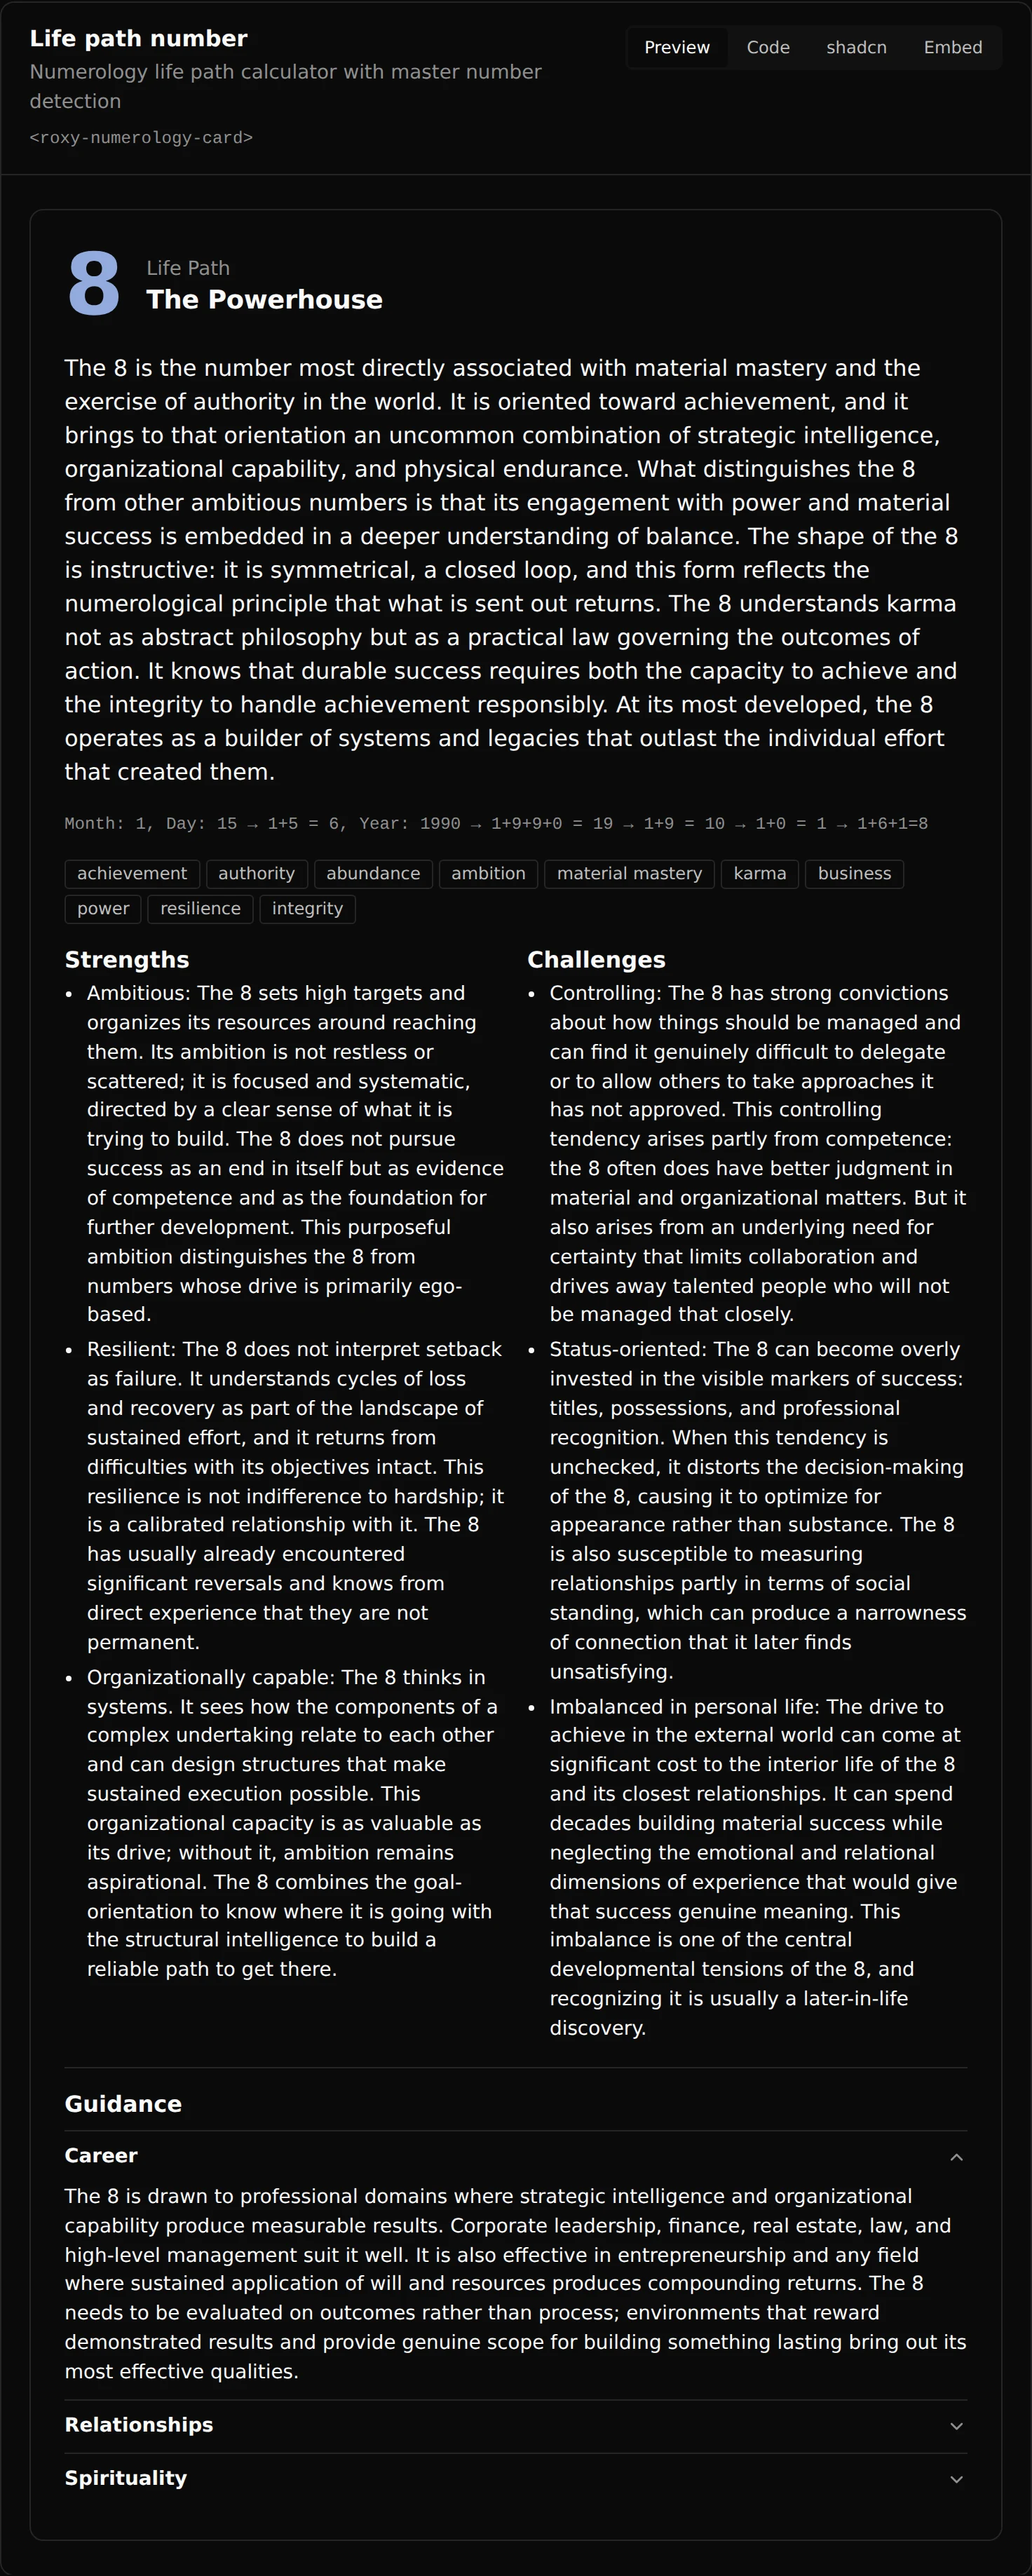 Life path number
Preview
Code
shadcn
Embed
Numerology life path calculator with master number
detection
<roxy-numerology-card>
8
Life Path
The Powerhouse
The 8 is the number most directly associated with material mastery and the
exercise of authority in the world. It is oriented toward achievement, and it
brings to that orientation an uncommon combination of strategic intelligence,
organizational capability, and physical endurance. What distinguishes the 8
from other ambitious numbers is that its engagement with power and material
success is embedded in a deeper understanding of balance. The shape of the 8
is instructive: it is symmetrical, a closed loop, and this form reflects the
numerological principle that what is sent out returns. The 8 understands karma
not as abstract philosophy but as a practical law governing the outcomes of
action. It knows that durable success requires both the capacity to achieve and
the integrity to handle achievement responsibly. At its most developed, the 8
operates as a builder of systems and legacies that outlast the individual effort
that created them.
Month: 1, Day: 15 → 1+5 = 6, Year: 1990 → 1+9+9+0 = 19 → 1+9 = 10 → 1+0 = 1 → 1+6+1=8
achievement authority abundance ambition material mastery karma business
power resilience integrity
Strengths
Ambitious: The 8 sets high targets and
organizes its resources around reaching
them. Its ambition is not restless or
scattered; it is focused and systematic,
directed by a clear sense of what it is
trying to build. The 8 does not pursue
success as an end in itself but as evidence
of competence and as the foundation for
further development. This purposeful
ambition distinguishes the 8 from
numbers whose drive is primarily ego-
based.
Resilient: The 8 does not interpret setback
as failure. It understands cycles of loss
and recovery as part of the landscape of
sustained effort, and it returns from
difficulties with its objectives intact. This
resilience is not indifference to hardship; it
is a calibrated relationship with it. The 8
has usually already encountered
significant reversals and knows from
direct experience that they are not
permanent.
Organizationally capable: The 8 thinks in
systems. It sees how the components of a
complex undertaking relate to each other
and can design structures that make
sustained execution possible. This
organizational capacity is as valuable as
its drive; without it, ambition remains
aspirational. The 8 combines the goal-
orientation to know where it is going with
the structural intelligence to build a
reliable path to get there.
Challenges
Controlling: The 8 has strong convictions
about how things should be managed and
can find it genuinely difficult to delegate
or to allow others to take approaches it
has not approved. This controlling
tendency arises partly from competence:
the 8 often does have better judgment in
material and organizational matters. But it
also arises from an underlying need for
certainty that limits collaboration and
drives away talented people who will not
be managed that closely.
Status-oriented: The 8 can become overly
invested in the visible markers of success:
titles, possessions, and professional
recognition. When this tendency is
unchecked, it distorts the decision-making
of the 8, causing it to optimize for
appearance rather than substance. The 8
is also susceptible to measuring
relationships partly in terms of social
standing, which can produce a narrowness
of connection that it later finds
unsatisfying.
Imbalanced in personal life: The drive to
achieve in the external world can come at
significant cost to the interior life of the 8
and its closest relationships. It can spend
decades building material success while
neglecting the emotional and relational
dimensions of experience that would give
that success genuine meaning. This
imbalance is one of the central
developmental tensions of the 8, and
recognizing it is usually a later-in-life
discovery.
Guidance
Career
The 8 is drawn to professional domains where strategic intelligence and organizational
capability produce measurable results. Corporate leadership, finance, real estate, law, and
high-level management suit it well. It is also effective in entrepreneurship and any field
where sustained application of will and resources produces compounding returns. The 8
needs to be evaluated on outcomes rather than process; environments that reward
demonstrated results and provide genuine scope for building something lasting bring out its
most effective qualities.
Relationships
Spirituality